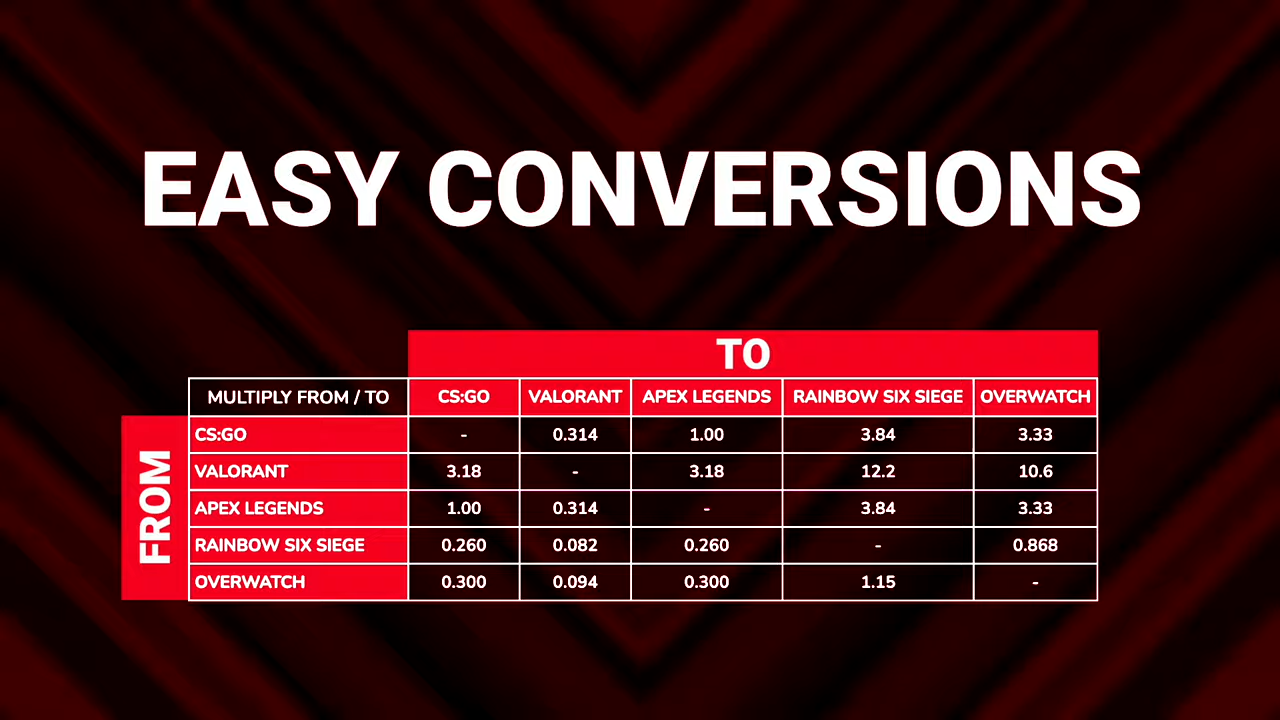 EASY CONVERSIONS
TO
MULTIPLY FROM / TO CS:GO VALORANT APEX LEGENDS RAINBOW SIX SIEGE OVERWATCH
FROM
CS:GO - 0.314 1.00 3.84 3.33
VALORANT 3.18 - 3.18 12.2 10.6
APEX LEGENDS 1.00 0.314 - 3.84 3.33
RAINBOW SIX SIEGE 0.260 0.082 0.260 - 0.868
OVERWATCH 0.300 0.094 0.300 1.15 -